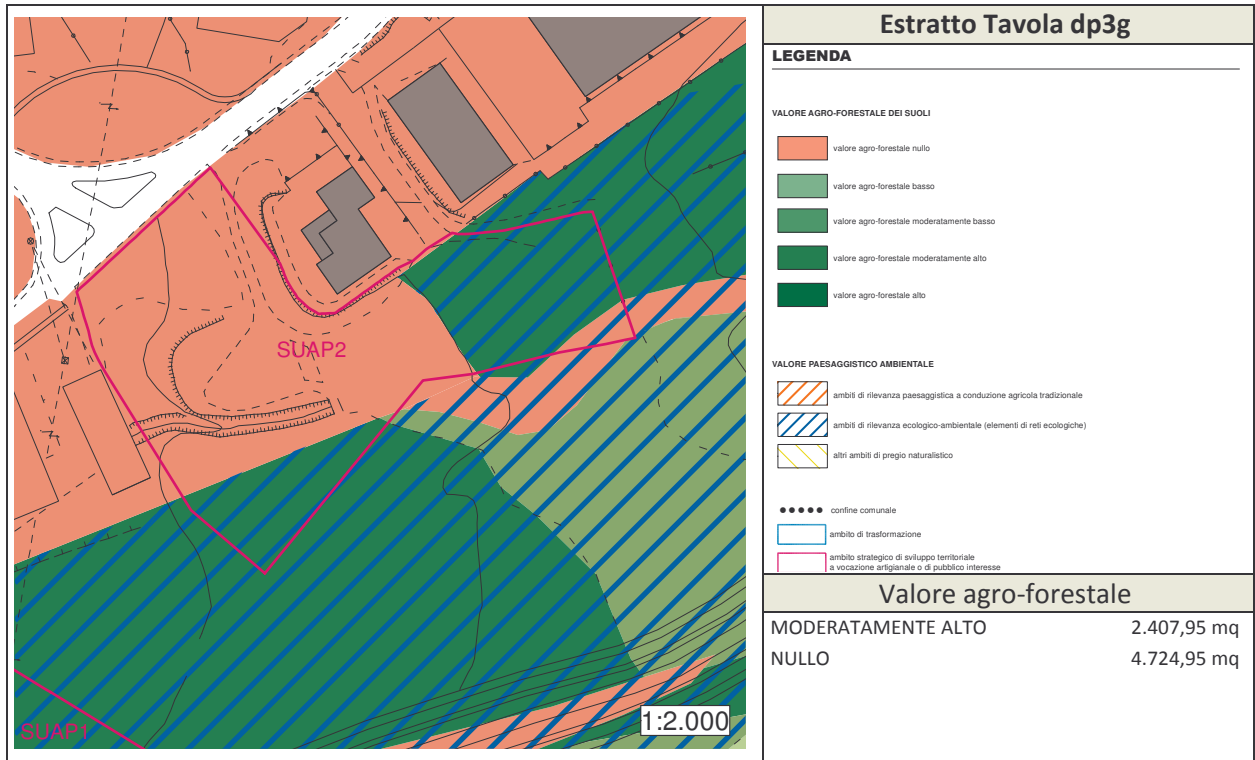 SUAP2
SUAP1
1:2.000
Estratto Tavola dp3g
LEGENDA
VALORE AGRO-FORESTALE DEI SUOLI
valore agro-forestale nullo
valore agro-forestale basso
valore agro-forestale moderatamente basso
valore agro-forestale moderatamente alto
valore agro-forestale alto
VALORE PAESAGGISTICO AMBIENTALE
ambiti di rilevanza paesaggistica a conduzione agricola tradizionale
ambiti di rilevanza ecologico-ambientale (elementi di reti ecologiche)
altri ambiti di pregio naturalistico
confine comunale
ambito di trasformazione
ambito strategico di sviluppo territoriale
a vocazione artigianale o di pubblico interesse
Valore agro-forestale
MODERATAMENTE ALTO 2.407,95 mq
NULLO 4.724,95 mq